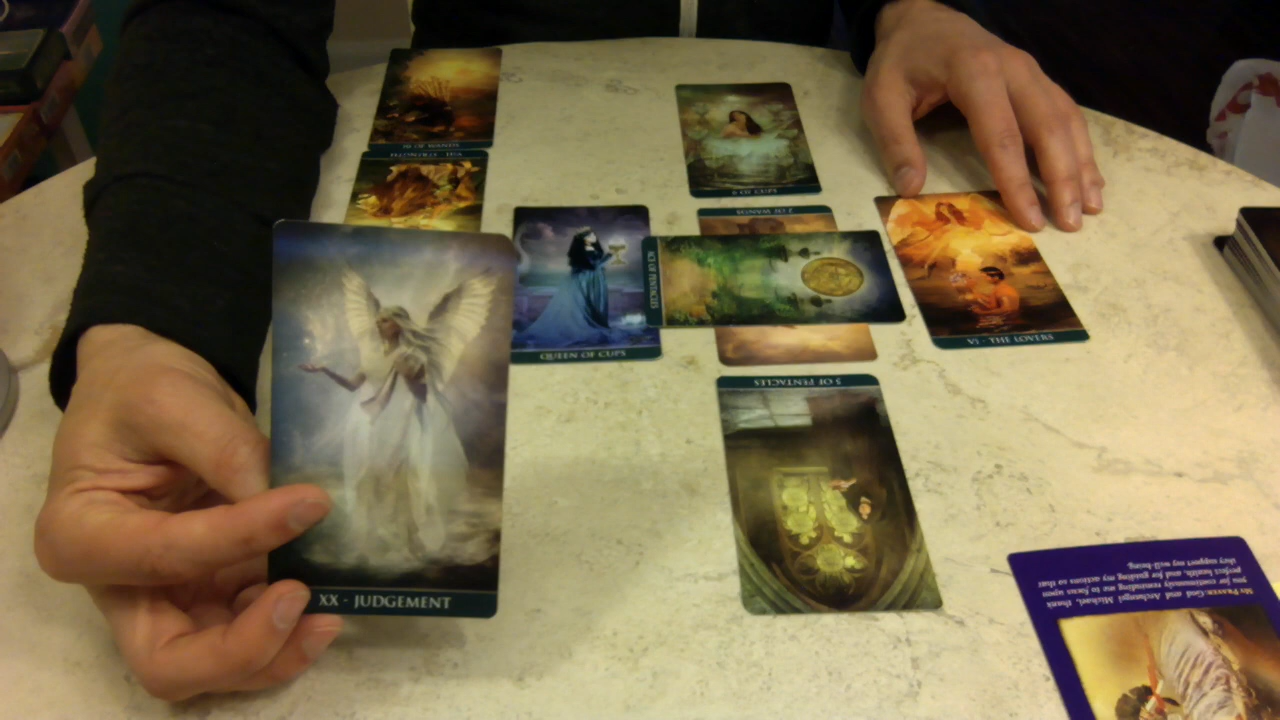 10 OF WANDS
VIII - STRENGTH
9 OF CUPS
2 OF WANDS
ACE OF PENTACLES
QUEEN OF CUPS
VI - THE LOVERS
5 OF PENTACLES
XX - JUDGEMENT
MY PRAYER: God and Archangel Michael, thank
you for continuously reminding me to focus upon
perfect health, and for guiding my actions so that
they support my well-being.